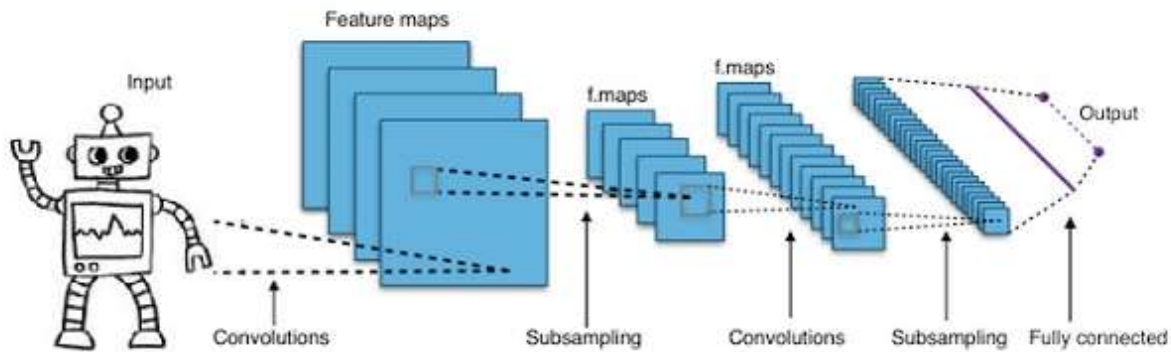 Feature maps
Input
f.maps
f.maps
Output
Convolutions
Subsampling
Convolutions
Subsampling
Fully connected